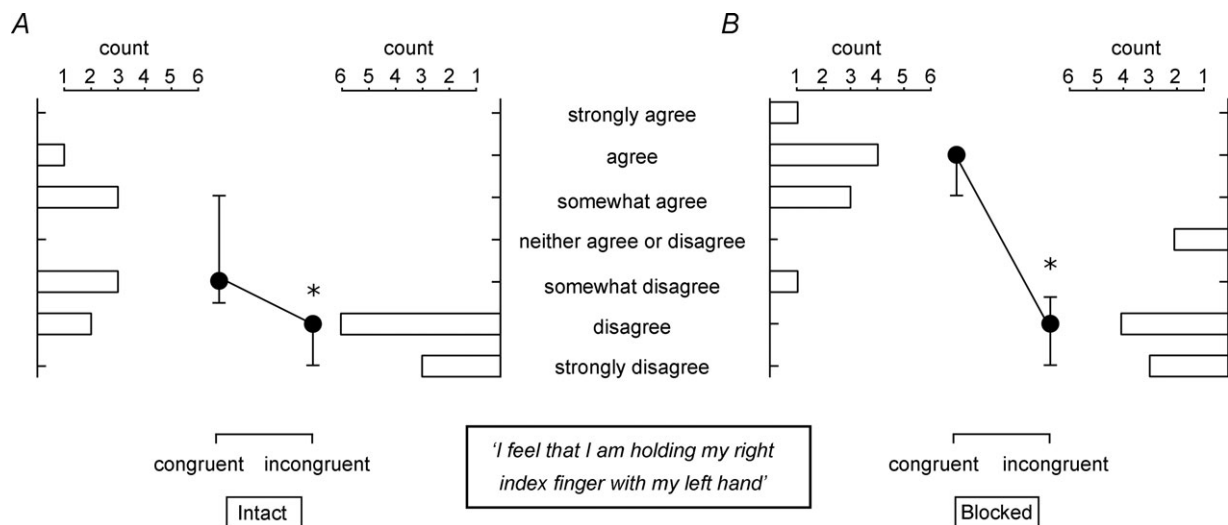 A
B
count
count
count
count
1 2 3 4 5 6
6 5 4 3 2 1
1 2 3 4 5 6
6 5 4 3 2 1
strongly agree
agree
somewhat agree
neither agree or disagree
*
*
somewhat disagree
disagree
strongly disagree
congruent incongruent
congruent incongruent
'I feel that I am holding my right
index finger with my left hand'
Intact
Blocked